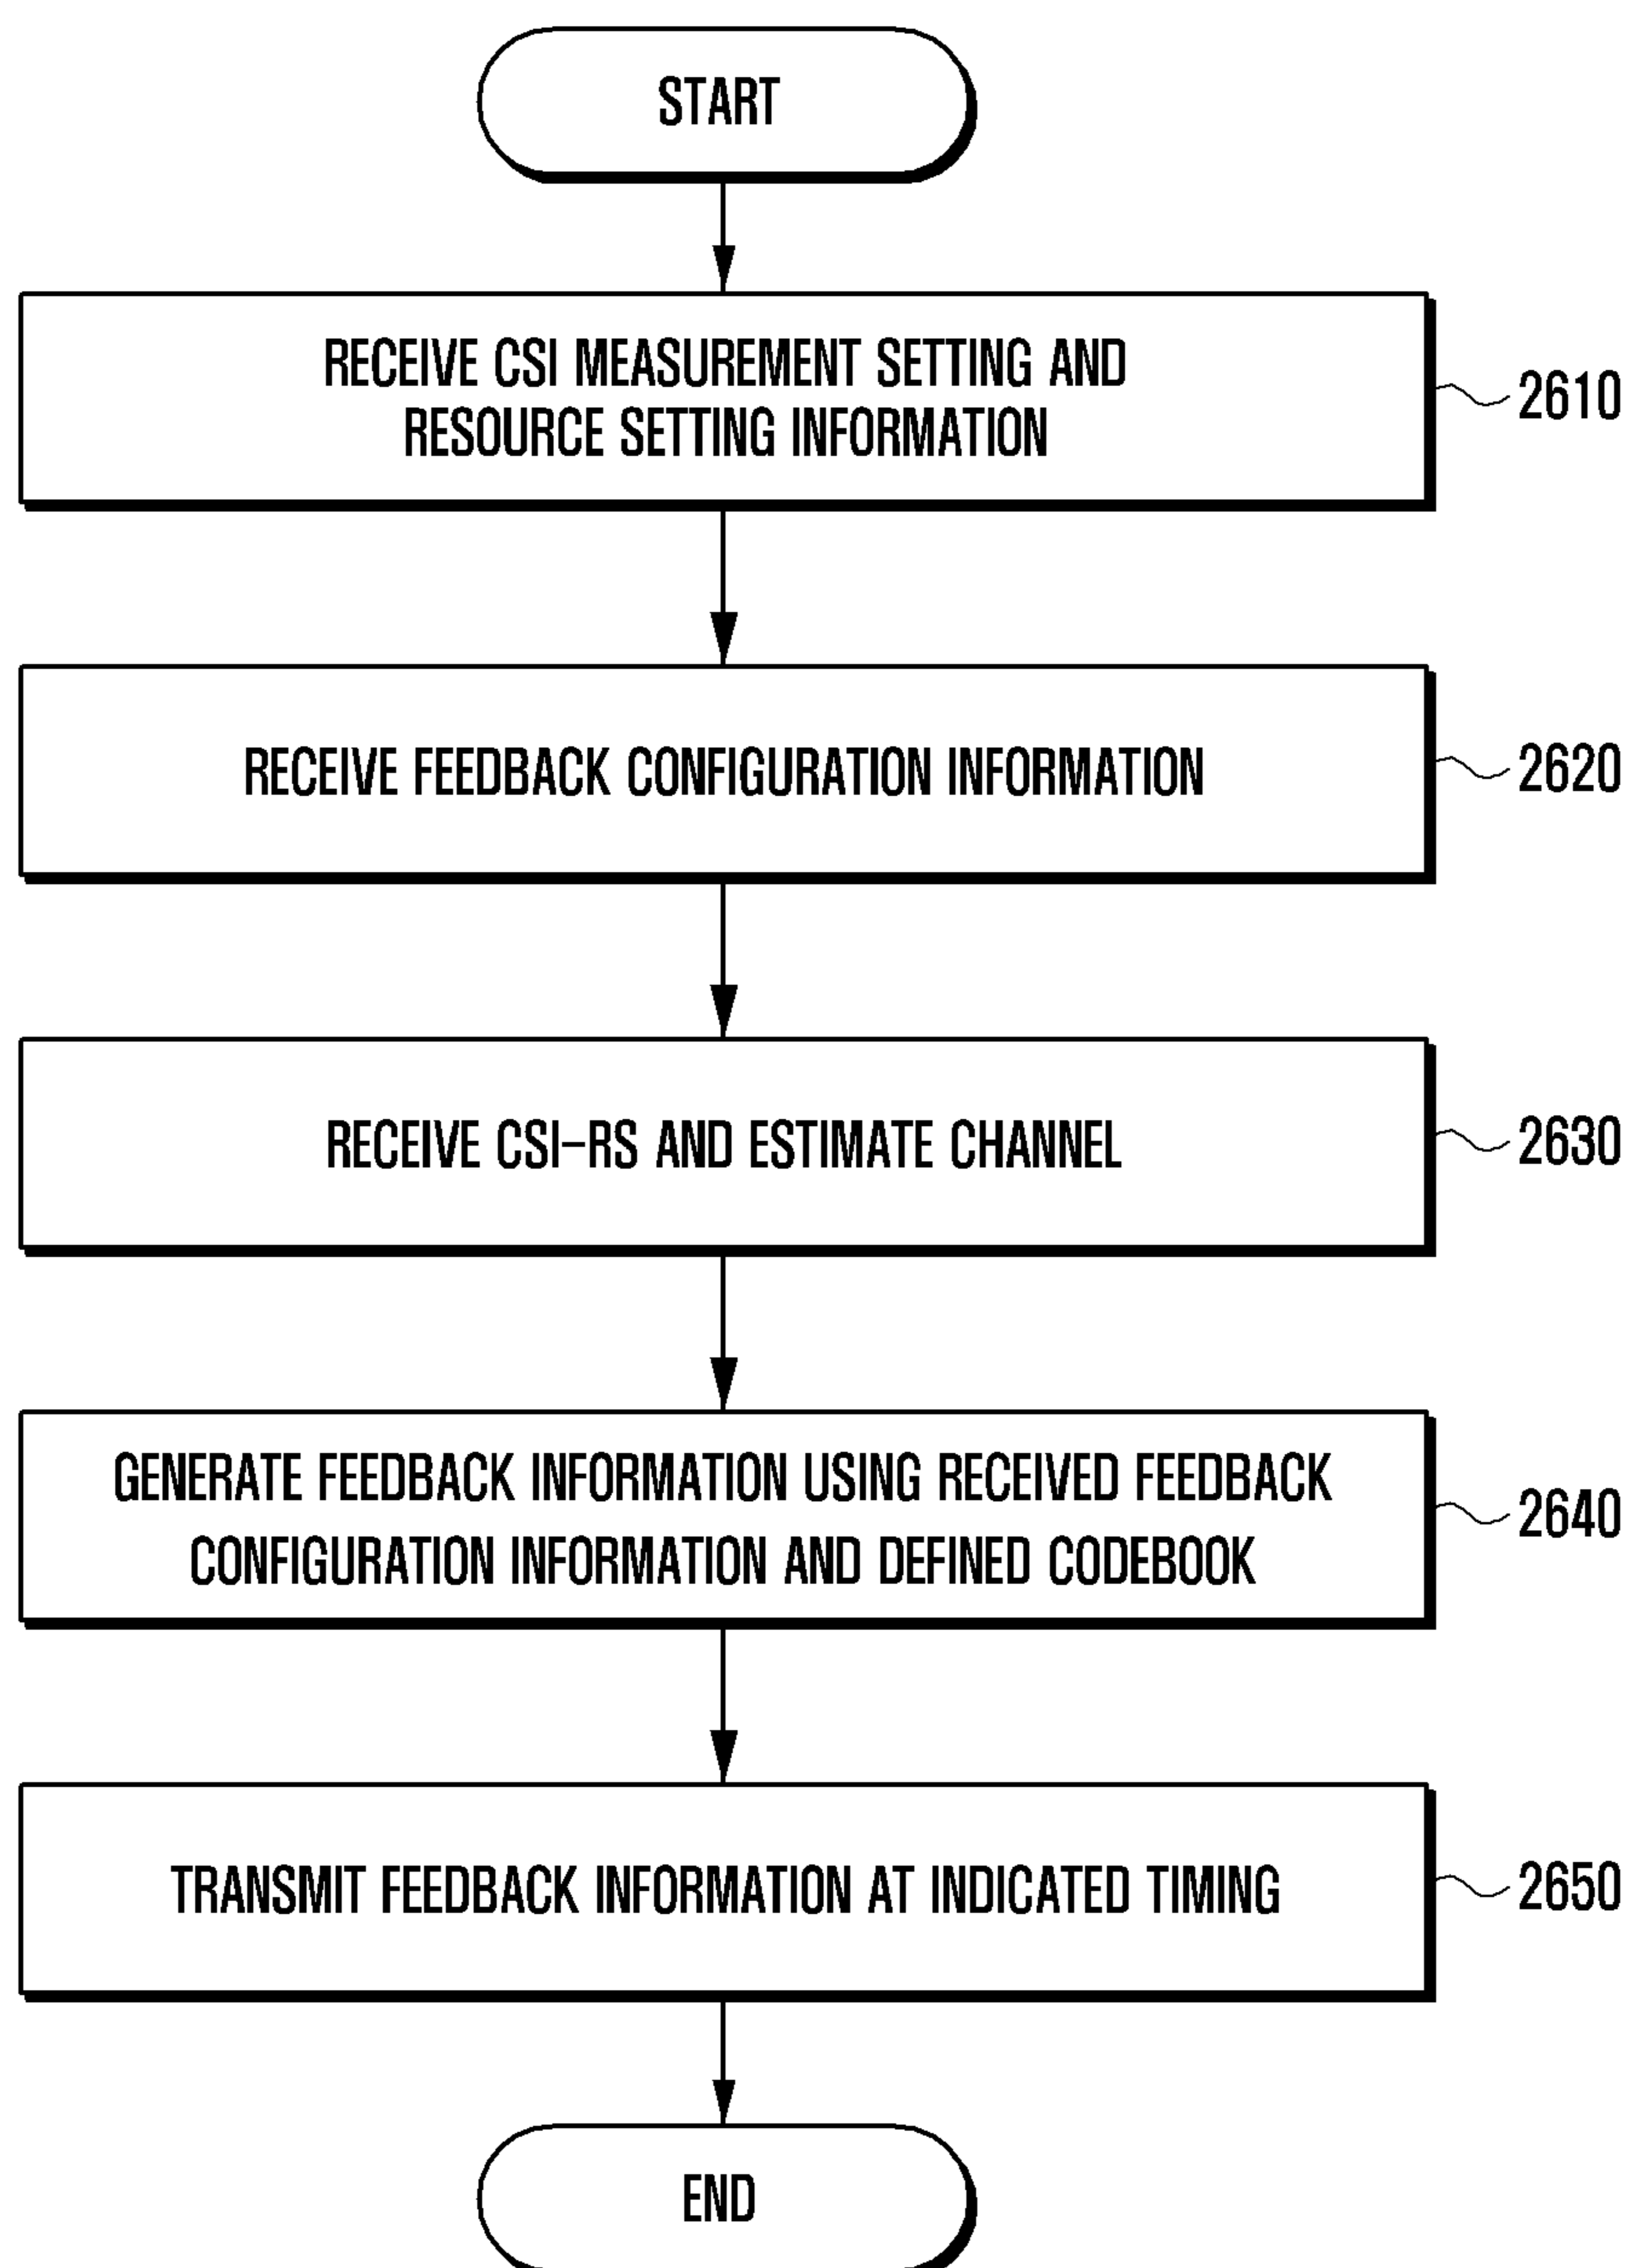 START
RECEIVE CSI MEASUREMENT SETTING AND
RESOURCE SETTING INFORMATION
2610
RECEIVE FEEDBACK CONFIGURATION INFORMATION
2620
RECEIVE CSI-RS AND ESTIMATE CHANNEL
2630
GENERATE FEEDBACK INFORMATION USING RECEIVED FEEDBACK
CONFIGURATION INFORMATION AND DEFINED CODEBOOK
2640
TRANSMIT FEEDBACK INFORMATION AT INDICATED TIMING
2650
END